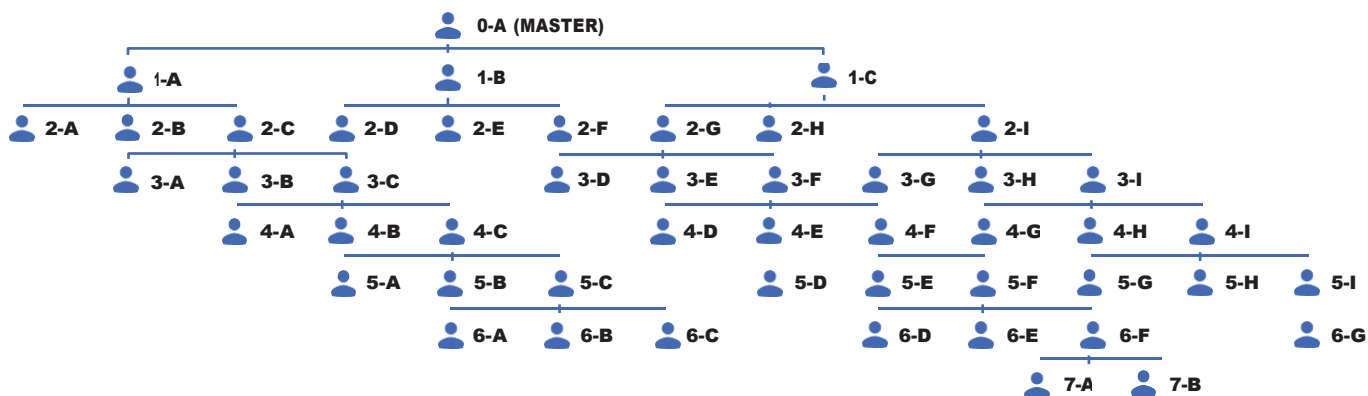 0-A (MASTER)
1-A 1-B 1-C
2-A 2-B 2-C 2-D 2-E 2-F 2-G 2-H 2-I
3-A 3-B 3-C 3-D 3-E 3-F 3-G 3-H 3-I
4-A 4-B 4-C 4-D 4-E 4-F 4-G 4-H 4-I
5-A 5-B 5-C 5-D 5-E 5-F 5-G 5-H 5-I
6-A 6-B 6-C 6-D 6-E 6-F 6-G
7-A 7-B